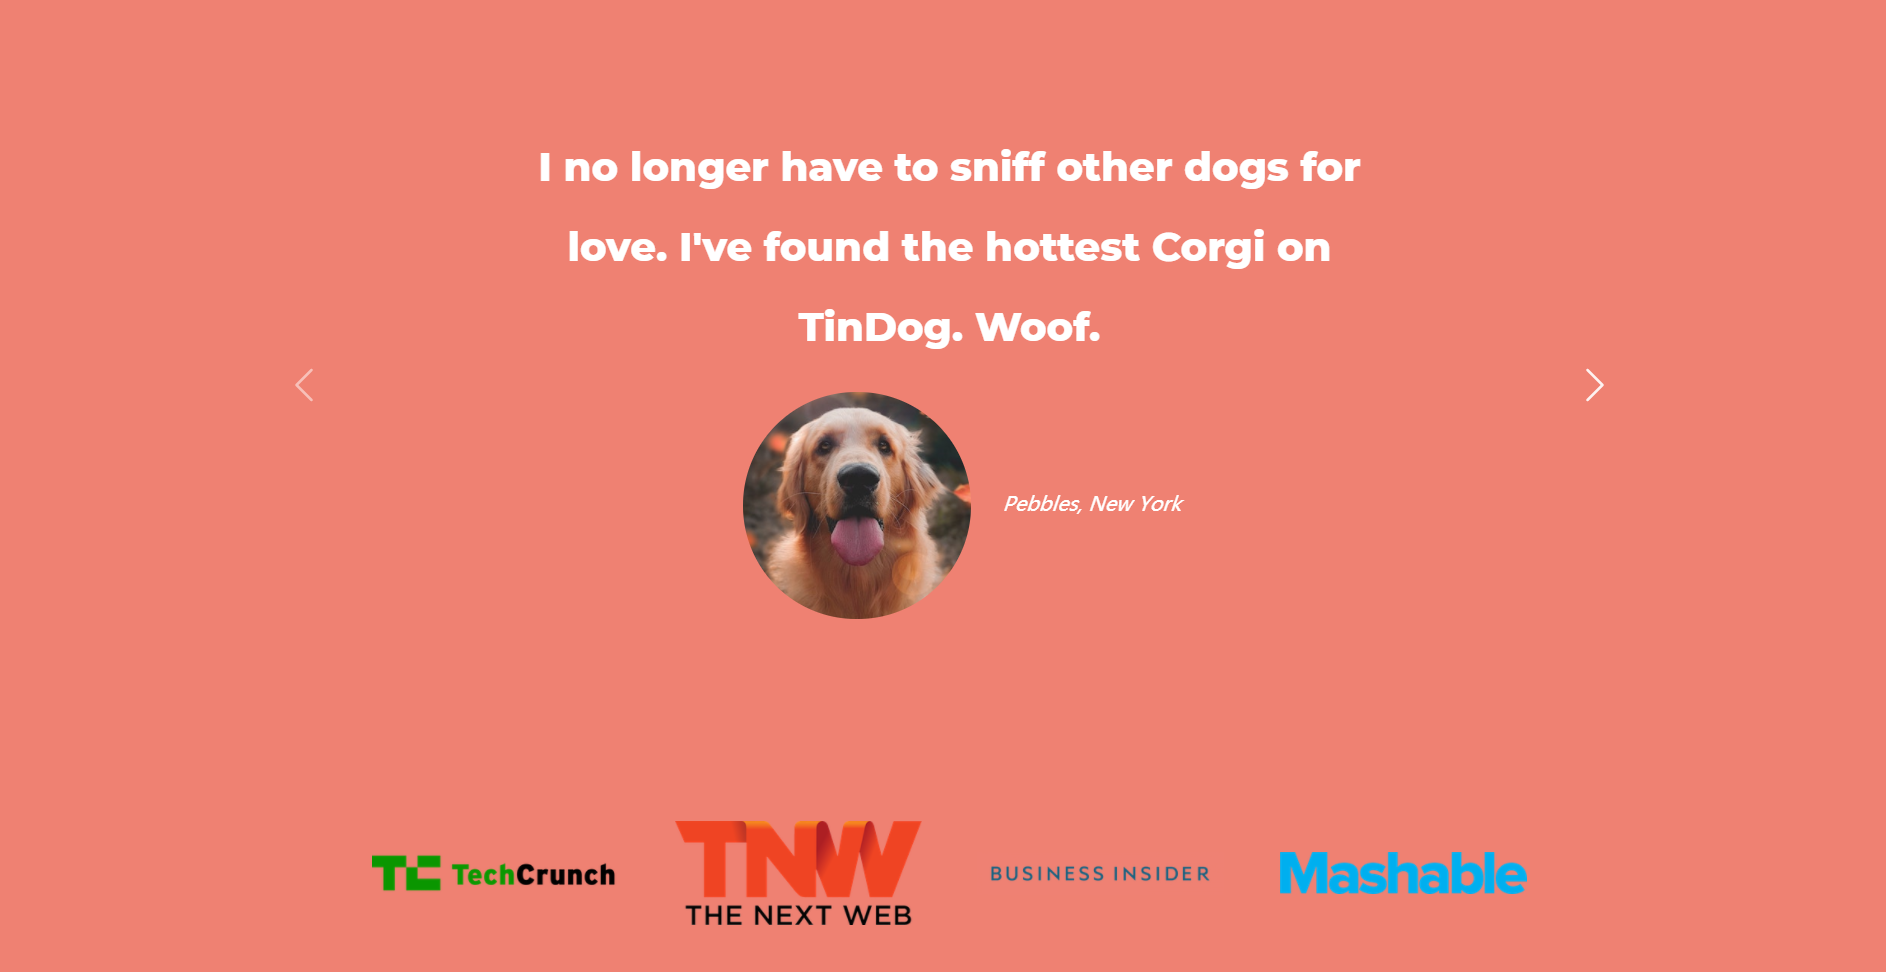 I no longer have to sniff other dogs for
love. I've found the hottest Corgi on
TinDog. Woof.
Pebbles, New York
TC TechCrunch
TNW
THE NEXT WEB
BUSINESS INSIDER
Mashable